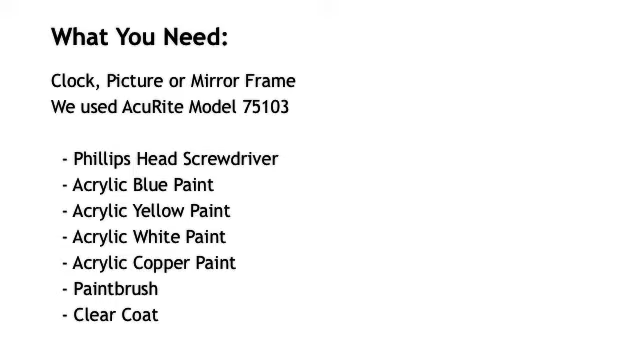 What You Need:
Clock, Picture or Mirror Frame
We used AcuRite Model 75103
- Phillips Head Screwdriver
- Acrylic Blue Paint
- Acrylic Yellow Paint
- Acrylic White Paint
- Acrylic Copper Paint
- Paintbrush
- Clear Coat